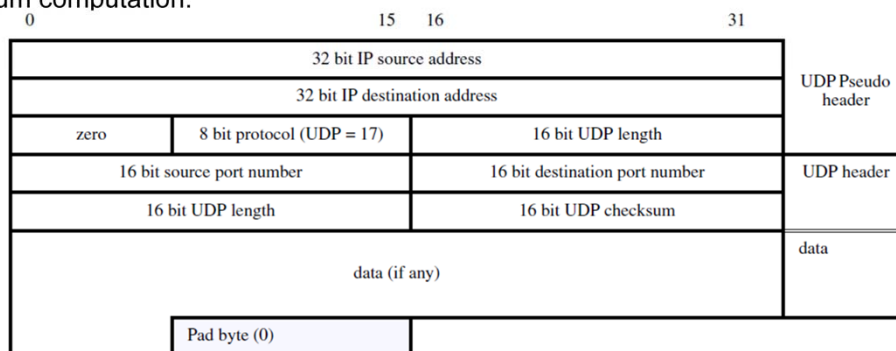 um computation.
0 15 16 31
32 bit IP source address
UDP Pseudo
header
32 bit IP destination address
zero 8 bit protocol (UDP = 17) 16 bit UDP length
16 bit source port number 16 bit destination port number UDP header
16 bit UDP length 16 bit UDP checksum
data
data (if any)
Pad byte (0)